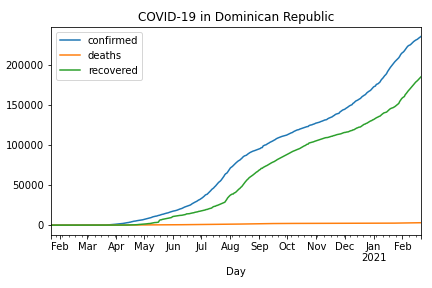 COVID-19 in Dominican Republic
confirmed
deaths
recovered
200000
150000
100000
50000
0
Feb Mar Apr May Jun Jul Aug Sep Oct Nov Dec Jan Feb
2021
Day